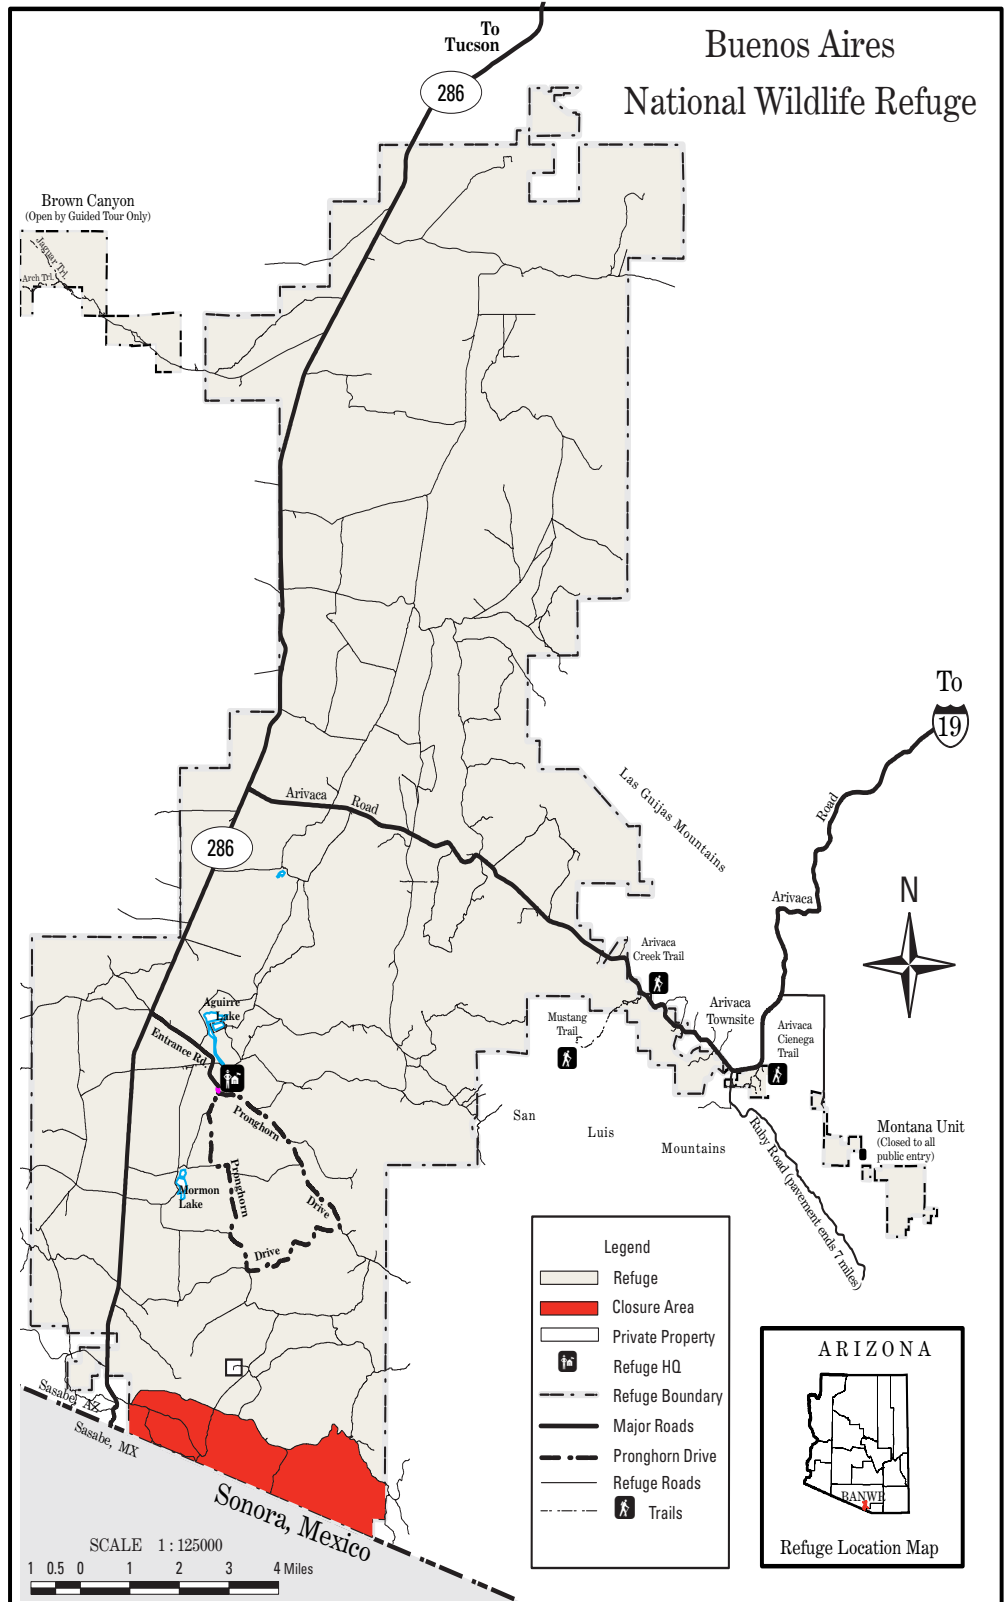 To
Tucson
286
Buenos Aires
National Wildlife Refuge
Brown Canyon
(Open by Guided Tour Only)
Jaguar Trl.
Arch Trl.
To
19
Las Guijas Mountains
Arivaca
Road
Road
Arivaca
286
N
Arivaca
Creek Trail
Mustang
Trail
Arivaca
Townsite
Arivaca
Cienega
Trail
Aguirre
Lake
Entrance Rd.
Pronghorn
Pronghorn
Drive
Drive
Mormon
Lake
San
Luis
Mountains
Ruby Road (pavement ends 7 miles)
Montana Unit
(Closed to all
public entry)
Legend
Refuge
Closure Area
Private Property
Refuge HQ
Refuge Boundary
Major Roads
Pronghorn Drive
Refuge Roads
Trails
ARIZONA
BANWR
Refuge Location Map
Sasabe, AZ
Sasabe, MX
Sonora, Mexico
SCALE 1 : 125000
1 0.5 0 1 2 3 4 Miles